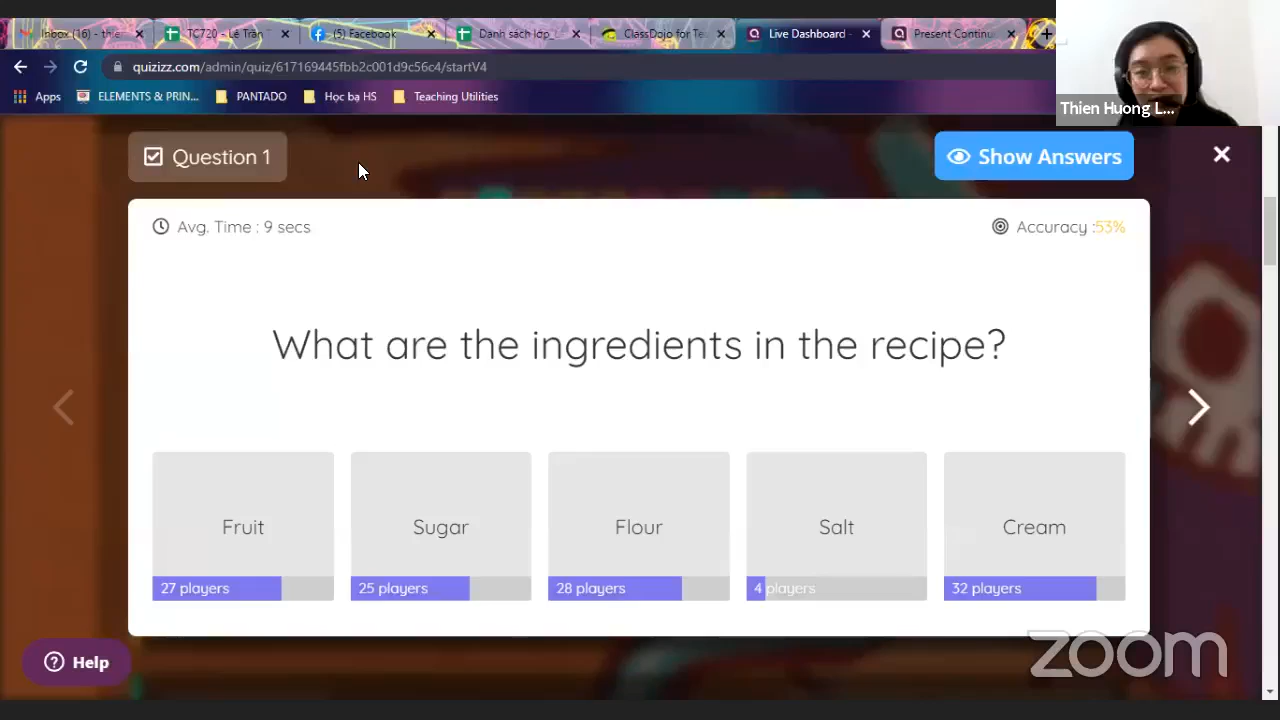 Inbox (16) - thie
TC720 - Lê Trần T
(5) Facebook
Danh sách lớp_L
ClassDojo for Te
Live Dashboard -
Present Continu
quizizz.com/admin/quiz/617169445fbb2c001d9c56c4/startV4
Apps
ELEMENTS & PRIN...
PANTADO
Học bạ HS
Teaching Utilities
Thien Huong L...
Question 1
Show Answers
Avg. Time : 9 secs
Accuracy :53%
What are the ingredients in the recipe?
Fruit
Sugar
Flour
Salt
Cream
27 players
25 players
28 players
4 players
32 players
Help
zoom